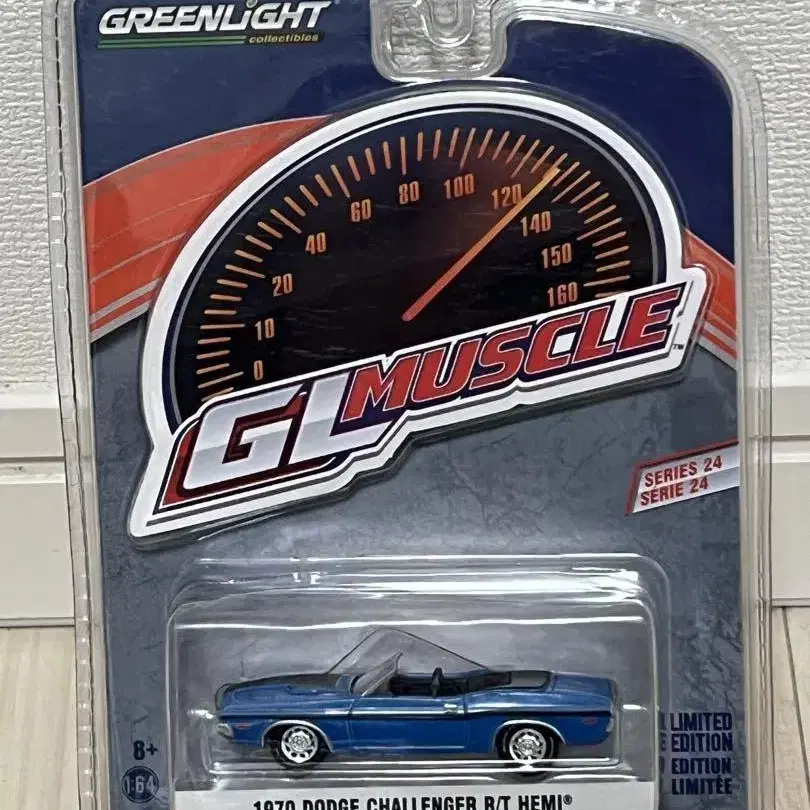 GREENLiGHT
collectibles
0
10
20
40
60
80
100
120
140
150
160
GL MUSCLE™
SERIES 24
SERIE 24
LIMITED
EDITION
EDITION
LIMITÉE
8+
1:64
1970 DODGE CHALLENGER R/T HEMI®